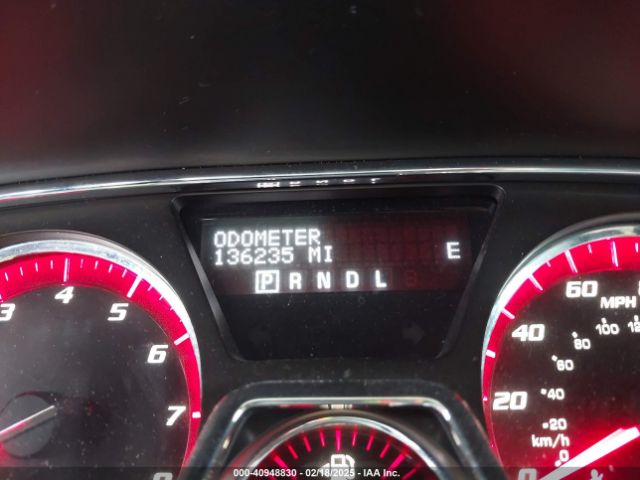 ODOMETER
136235 MI E
P R N D L
3 4 5 6 7
60 MPH
40 100
80
60
20 40
20
km/h
0
000-40948830 - 02/18/2025 - IAA Inc.